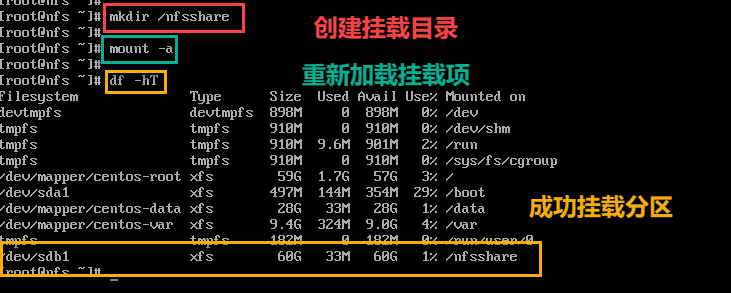 [root@nfs ~]#
[root@nfs ~]# mkdir /nfsshare
[root@nfs ~]#
创建挂载目录
[root@nfs ~]# mount -a
[root@nfs ~]#
重新加载挂载项
[root@nfs ~]# df -hT
Filesystem Type Size Used Avail Use% Mounted on
devtmpfs devtmpfs 898M 0 898M 0% /dev
tmpfs tmpfs 910M 0 910M 0% /dev/shm
tmpfs tmpfs 910M 9.6M 901M 2% /run
tmpfs tmpfs 910M 0 910M 0% /sys/fs/cgroup
/dev/mapper/centos-root xfs 59G 1.7G 57G 3% /
/dev/sda1 xfs 497M 144M 354M 29% /boot
/dev/mapper/centos-data xfs 28G 33M 28G 1% /data
成功挂载分区
/dev/mapper/centos-var xfs 9.4G 324M 9.0G 4% /var
tmpfs tmpfs 182M 0 182M 0% /run/user/0
/dev/sdb1 xfs 60G 33M 60G 1% /nfsshare
[root@nfs ~]# _